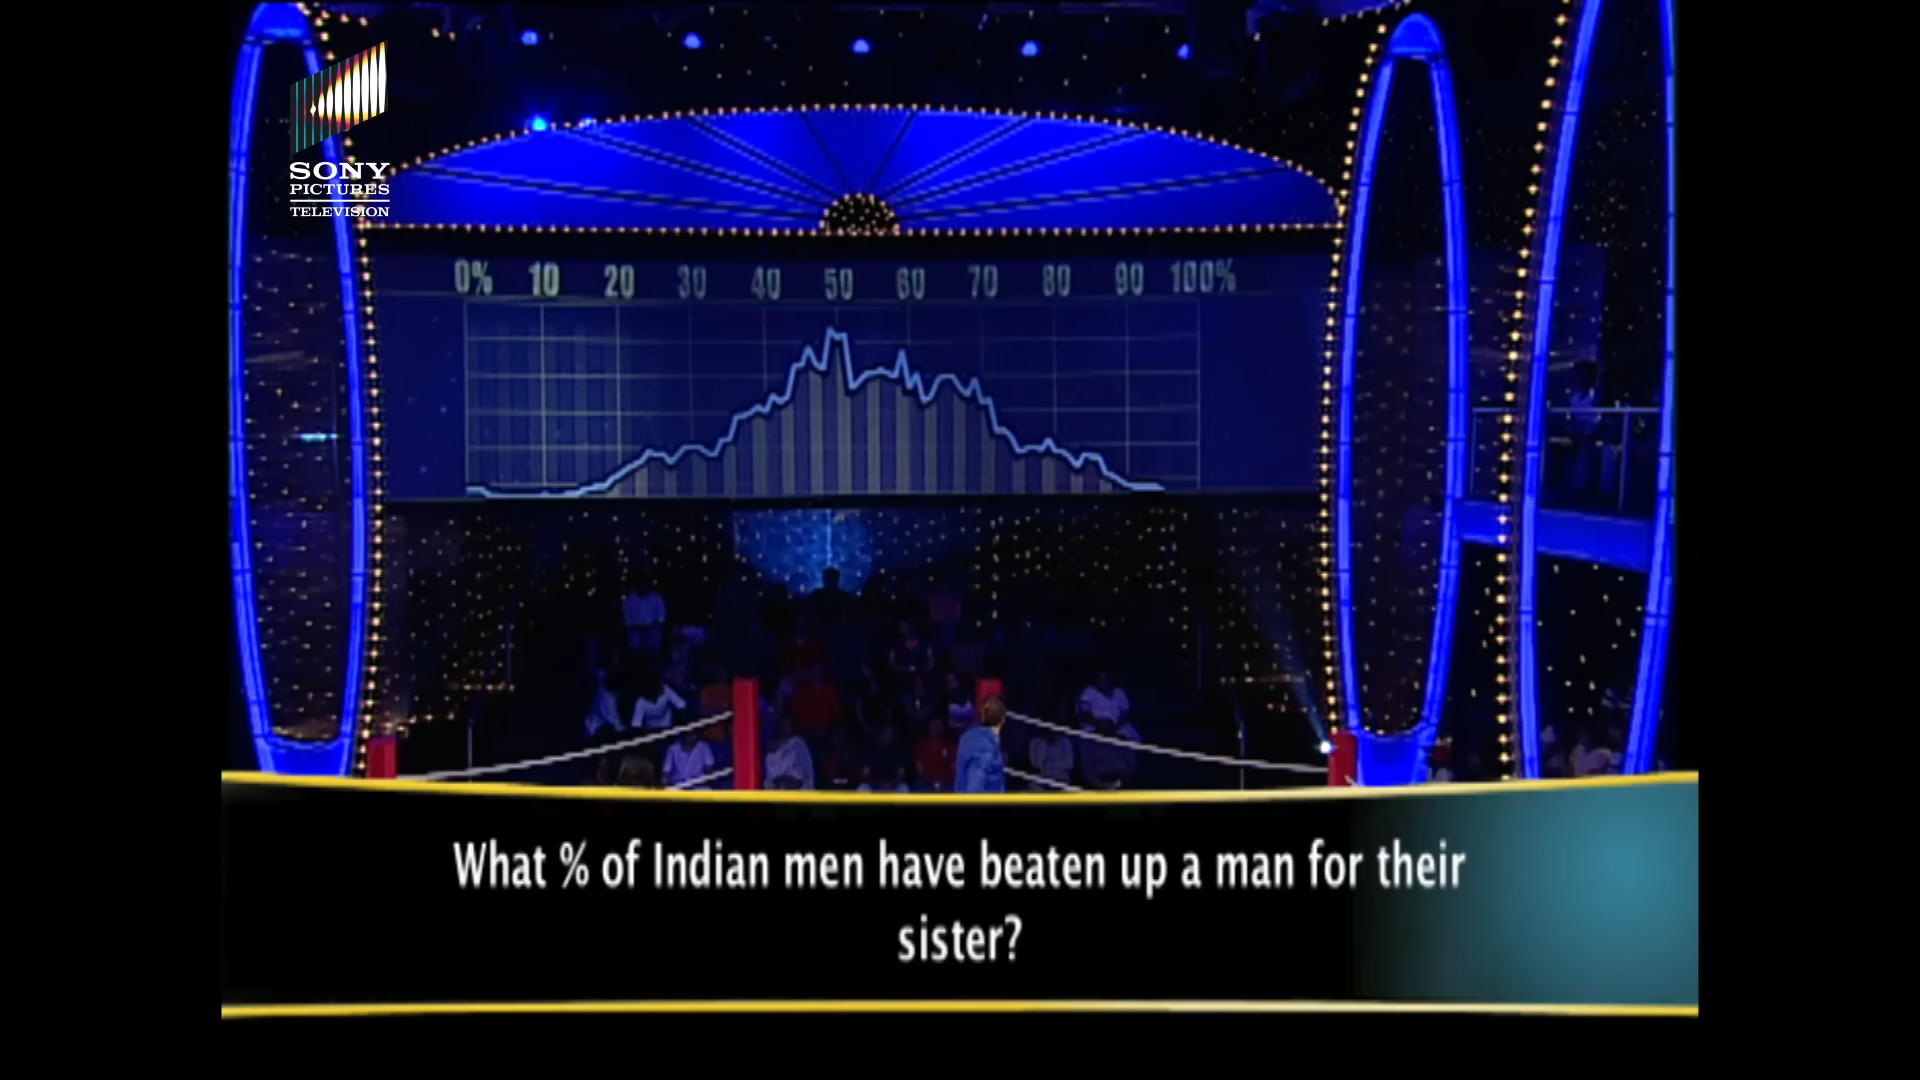 SONY
PICTURES
TELEVISION
0% 10 20 30 40 50 60 70 80 90 100%
What % of Indian men have beaten up a man for their
sister?